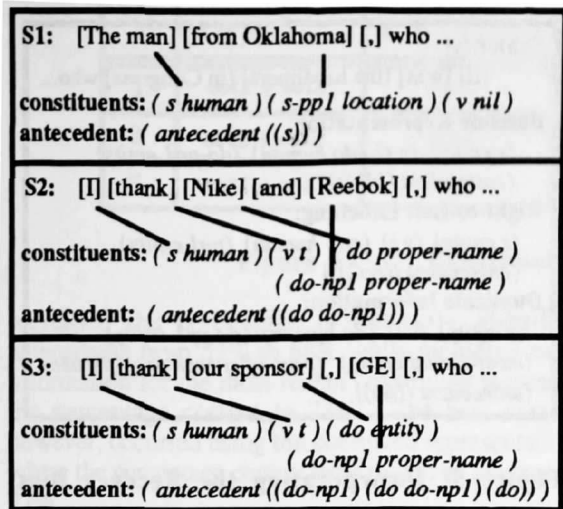 S1: [The man] [from Oklahoma] [,] who ...
constituents: ( s human ) ( s-pp1 location ) ( v nil )
antecedent: ( antecedent ((s)) )
S2: [I] [thank] [Nike] [and] [Reebok] [,] who ...
constituents: ( s human ) ( v t ) ( do proper-name )
( do-np1 proper-name )
antecedent: ( antecedent ((do do-np1)) )
S3: [I] [thank] [our sponsor] [,] [GE] [,] who ...
constituents: ( s human ) ( v t ) ( do entity )
do-np1 proper-name )
antecedent: ( antecedent ((do-np1) (do do-np1) (do)) )